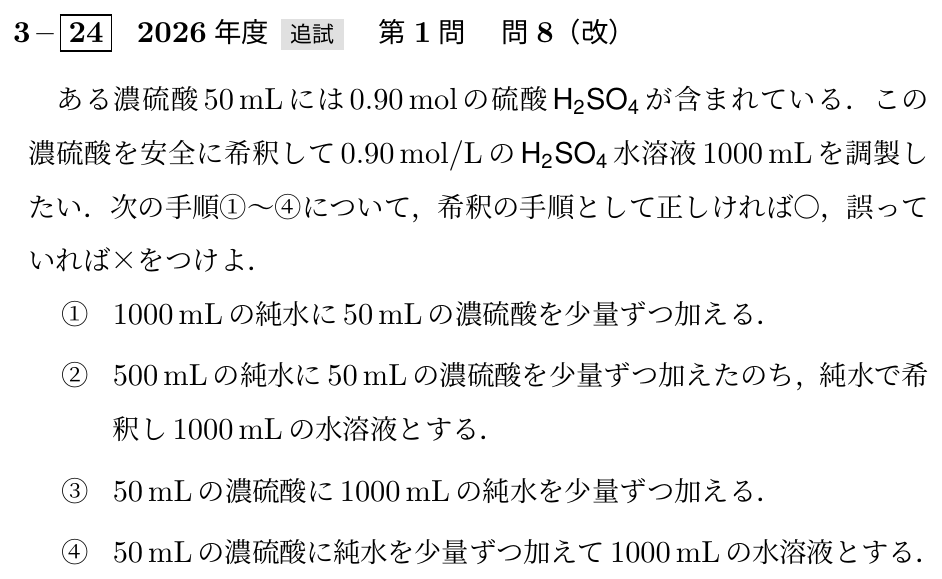 3－24 2026 年度 追試 第 1 問 問 8（改）
ある濃硫酸 50 mL には 0.90 mol の硫酸 H₂SO₄ が含まれている．この
濃硫酸を安全に希釈して 0.90 mol/L の H₂SO₄ 水溶液 1000 mL を調製し
たい．次の手順①〜④について，希釈の手順として正しければ○，誤って
いれば×をつけよ．
① 1000 mL の純水に 50 mL の濃硫酸を少量ずつ加える．
② 500 mL の純水に 50 mL の濃硫酸を少量ずつ加えたのち，純水で希
釈し 1000 mL の水溶液とする．
③ 50 mL の濃硫酸に 1000 mL の純水を少量ずつ加える．
④ 50 mL の濃硫酸に純水を少量ずつ加えて 1000 mL の水溶液とする．